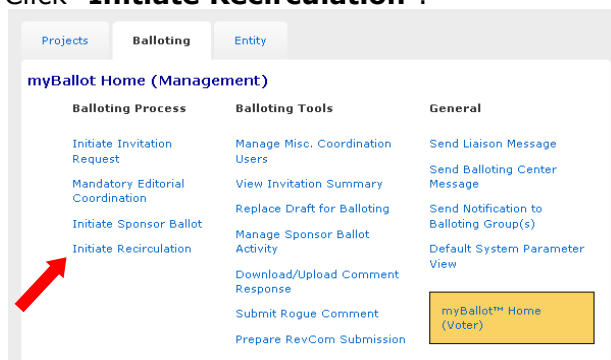 Click "Initiate Recirculation".
Projects Balloting Entity
myBallot Home (Management)
Balloting Process
Initiate Invitation
Request
Mandatory Editorial
Coordination
Initiate Sponsor Ballot
Initiate Recirculation
Balloting Tools
Manage Misc. Coordination
Users
View Invitation Summary
Replace Draft for Balloting
Manage Sponsor Ballot
Activity
Download/Upload Comment
Response
Submit Rogue Comment
Prepare RevCom Submission
General
Send Liaison Message
Send Balloting Center
Message
Send Notification to
Balloting Group(s)
Default System Parameter
View
myBallot™ Home
(Voter)